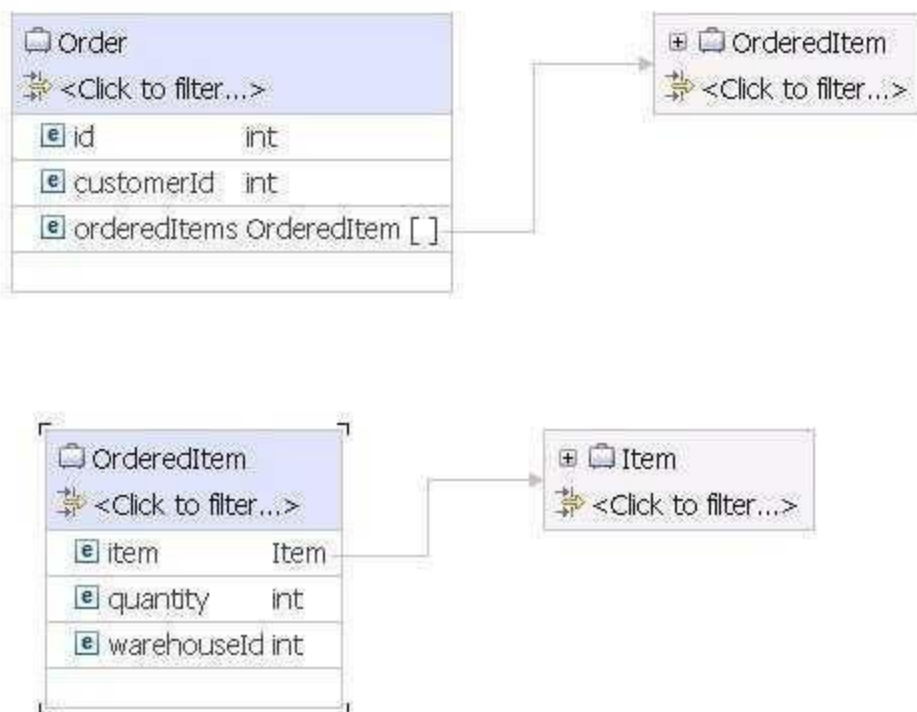 Order
<Click to filter...>
e id int
e customerId int
e orderedItems OrderedItem [ ]
OrderedItem
<Click to filter...>
OrderedItem
<Click to filter...>
e item Item
e quantity int
e warehouseId int
Item
<Click to filter...>